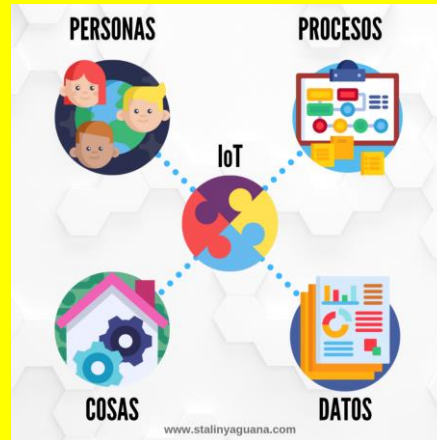 PERSONAS
PROCESOS
IoT
COSAS
DATOS
www.stalinyaguana.com